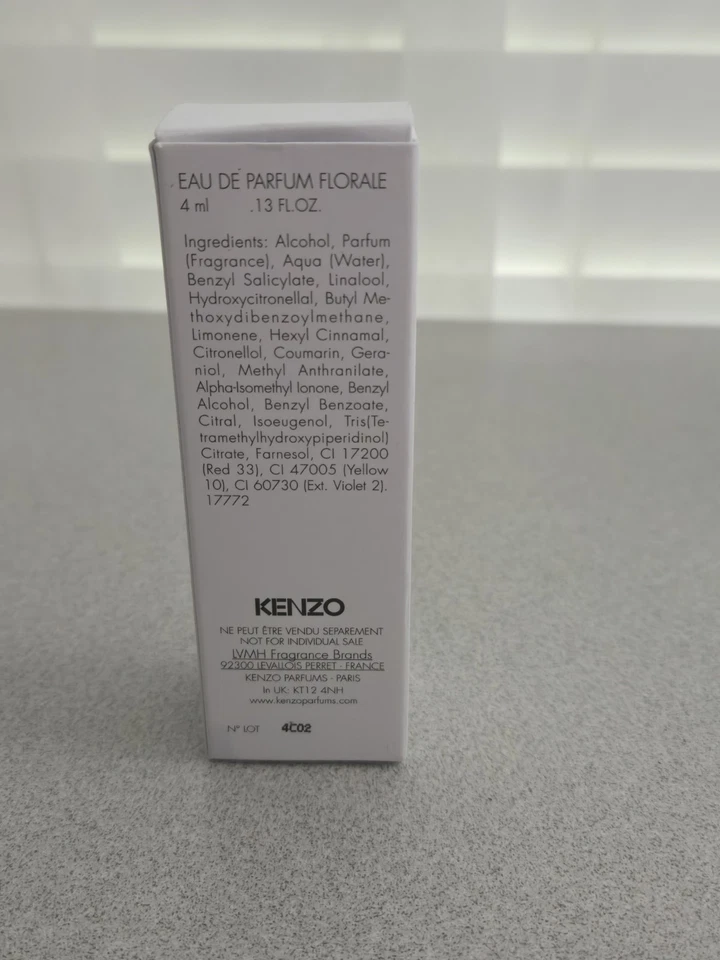 EAU DE PARFUM FLORALE
4 ml .13 FL.OZ.
Ingredients: Alcohol, Parfum
(Fragrance), Aqua (Water),
Benzyl Salicylate, Linalool,
Hydroxycitronellal, Butyl Me-
thoxydibenzoylmethane,
Limonene, Hexyl Cinnamal,
Citronellol, Coumarin, Gera-
niol, Methyl Anthranilate,
Alpha-Isomethyl Ionone, Benzyl
Alcohol, Benzyl Benzoate,
Citral, Isoeugenol, Tris(Te-
tramethylhydroxypiperidinol)
Citrate, Farnesol, CI 17200
(Red 33), CI 47005 (Yellow
10), CI 60730 (Ext. Violet 2).
17772
KENZO
NE PEUT ÊTRE VENDU SEPAREMENT
NOT FOR INDIVIDUAL SALE
LVMH Fragrance Brands
92300 LEVALLOIS PERRET - FRANCE
KENZO PARFUMS - PARIS
In UK: KT12 4NH
www.kenzoparfums.com
N° LOT 4C02